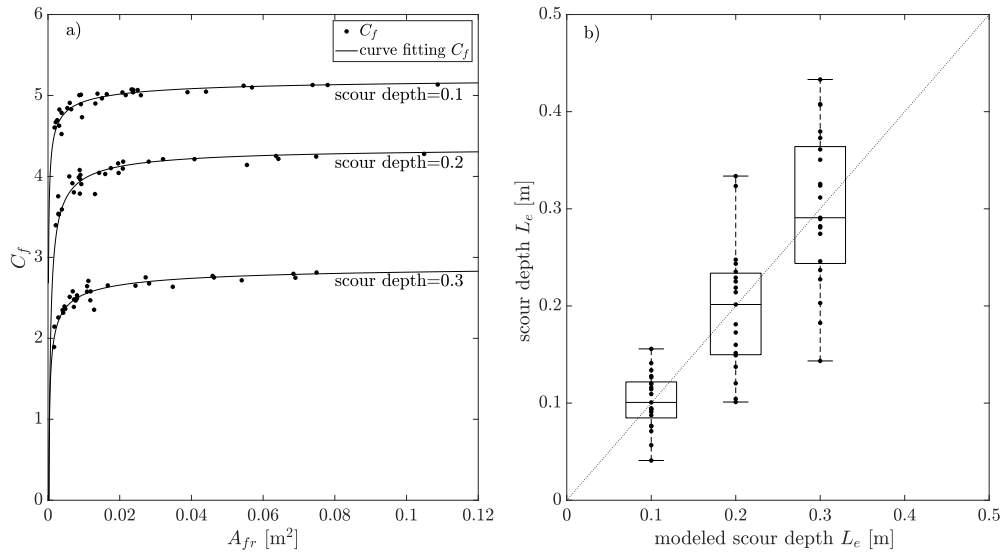 a)
C_f
curve fitting C_f
scour depth=0.1
scour depth=0.2
scour depth=0.3
6
5
4
3
2
1
0
C_f
0 0.02 0.04 0.06 0.08 0.1 0.12
A_{fr} [m²]
b)
0.5
0.4
0.3
0.2
0.1
0
scour depth L_e [m]
0 0.1 0.2 0.3 0.4 0.5
modeled scour depth L_e [m]